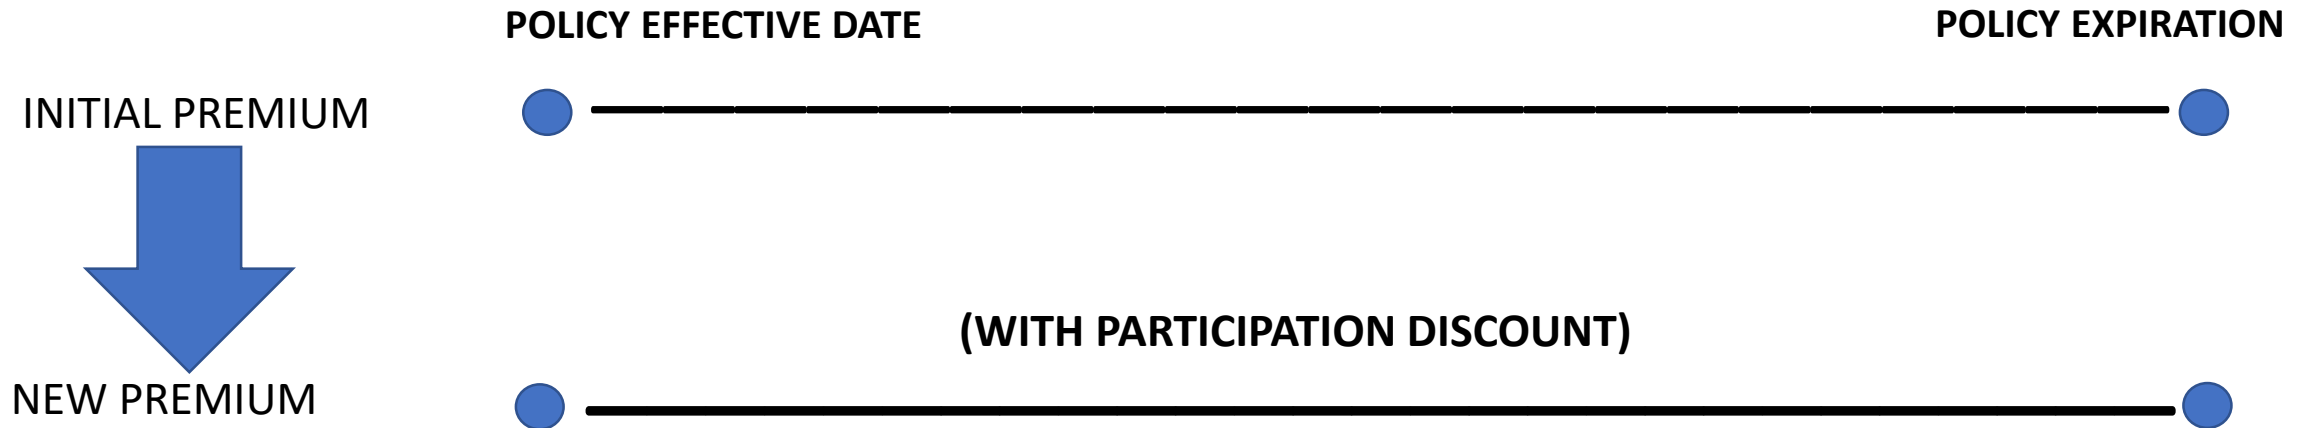 POLICY EFFECTIVE DATE
POLICY EXPIRATION
INITIAL PREMIUM
(WITH PARTICIPATION DISCOUNT)
NEW PREMIUM